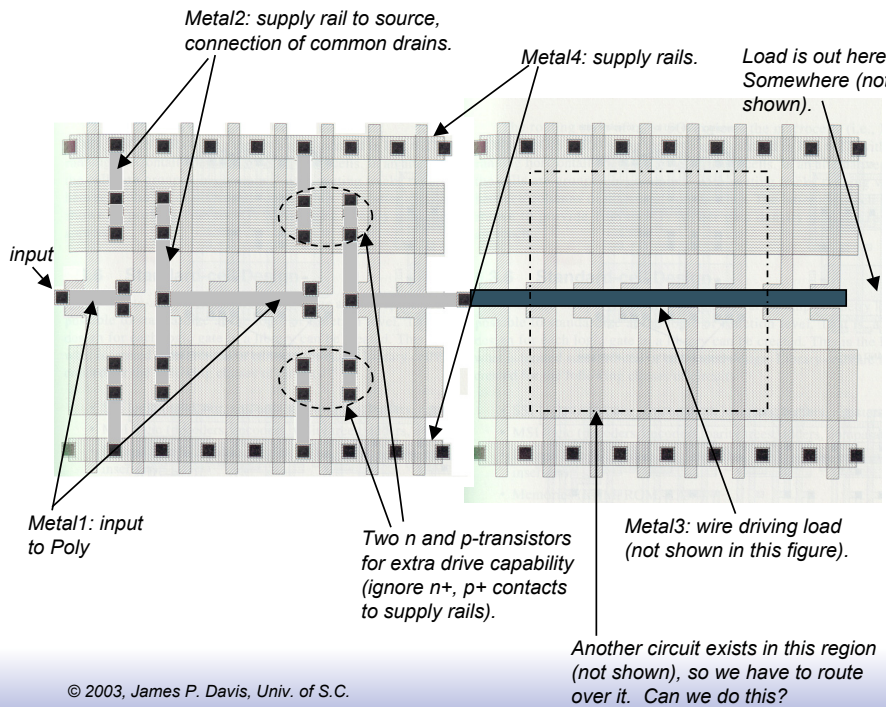 Metal2: supply rail to source,
connection of common drains.
Metal4: supply rails.
Load is out here
Somewhere (not
shown).
input
Metal1: input
to Poly
Two n and p-transistors
for extra drive capability
(ignore n+, p+ contacts
to supply rails).
Metal3: wire driving load
(not shown in this figure).
Another circuit exists in this region
(not shown), so we have to route
over it. Can we do this?
© 2003, James P. Davis, Univ. of S.C.